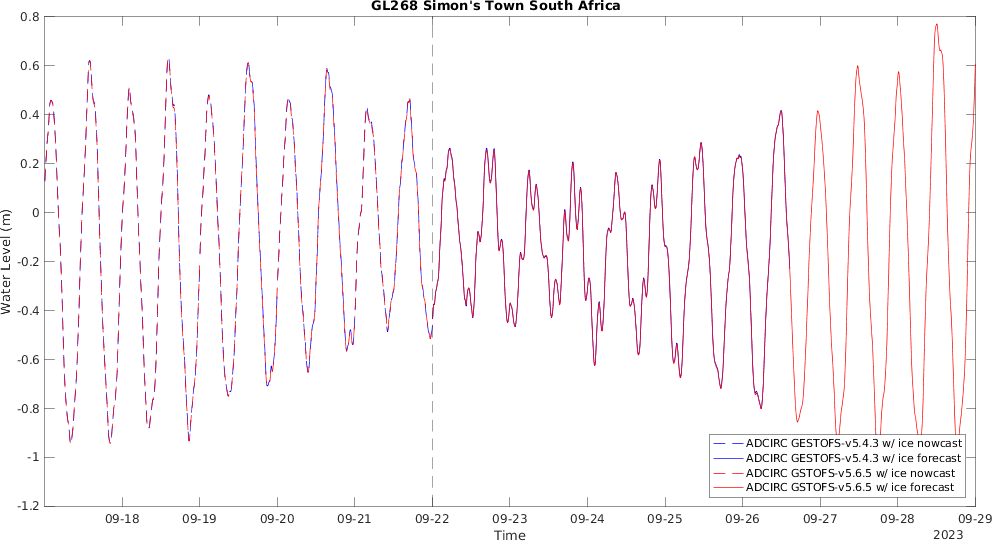 GL268 Simon's Town South Africa
0.8
0.6
0.4
0.2
0
-0.2
-0.4
-0.6
-0.8
-1
-1.2
Water Level (m)
ADCIRC GESTOFS-v5.4.3 w/ ice nowcast
ADCIRC GESTOFS-v5.4.3 w/ ice forecast
ADCIRC GSTOFS-v5.6.5 w/ ice nowcast
ADCIRC GSTOFS-v5.6.5 w/ ice forecast
09-18 09-19 09-20 09-21 09-22 09-23 09-24 09-25 09-26 09-27 09-28 09-29
Time
2023